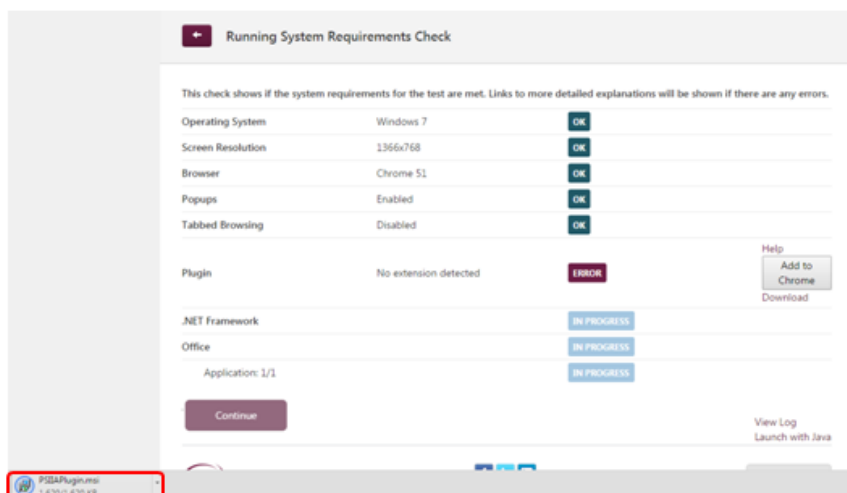 Running System Requirements Check
This check shows if the system requirements for the test are met. Links to more detailed explanations will be shown if there are any errors.
Operating System Windows 7 OK
Screen Resolution 1366x768 OK
Browser Chrome 51 OK
Popups Enabled OK
Tabbed Browsing Disabled OK
Help
Plugin No extension detected ERROR Add to
Chrome
Download
.NET Framework IN PROGRESS
Office IN PROGRESS
Application: 1/1 IN PROGRESS
Continue
View Log
Launch with Java
PSIIAPlugin.msi